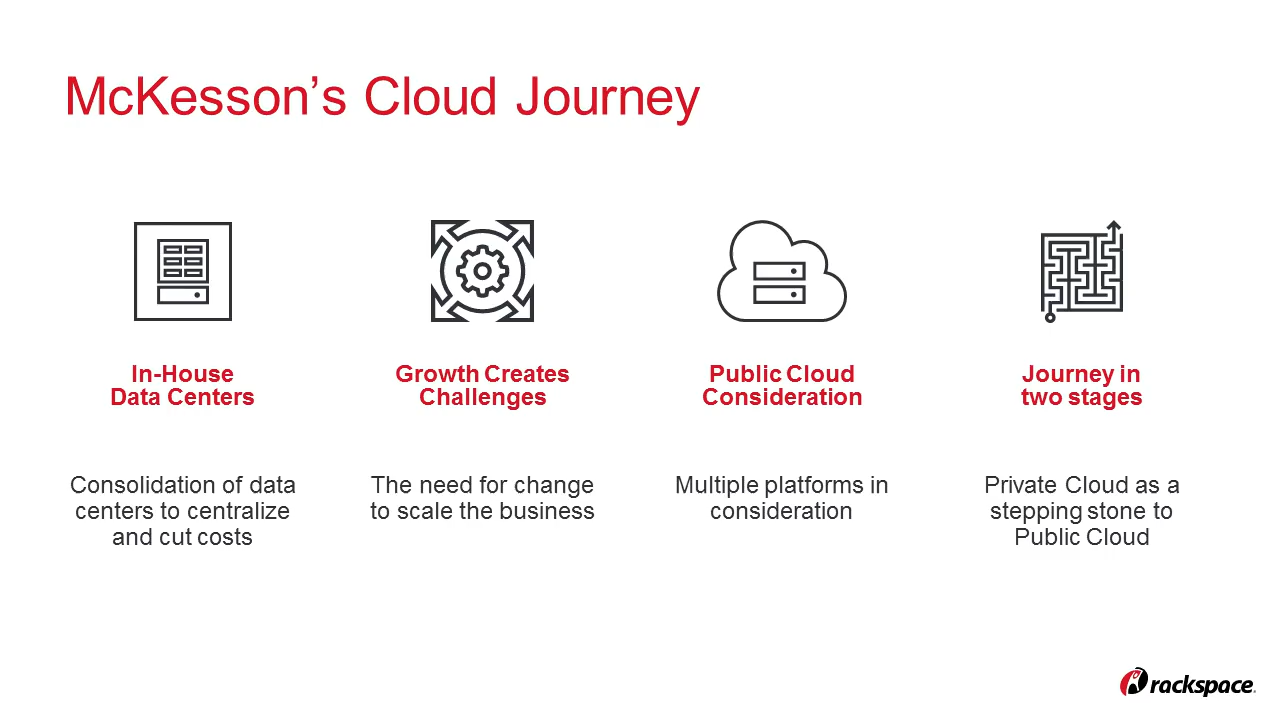 McKesson’s Cloud Journey
In-House
Data Centers
Consolidation of data
centers to centralize
and cut costs
Growth Creates
Challenges
The need for change
to scale the business
Public Cloud
Consideration
Multiple platforms in
consideration
Journey in
two stages
Private Cloud as a
stepping stone to
Public Cloud
rackspace.